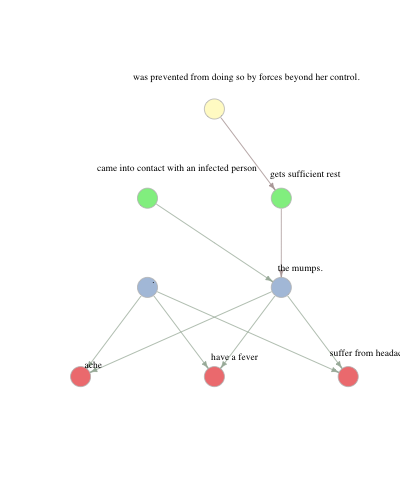 was prevented from doing so by forces beyond her control.
came into contact with an infected person
gets sufficient rest
the mumps.
.
have a fever
suffer from headac
ache